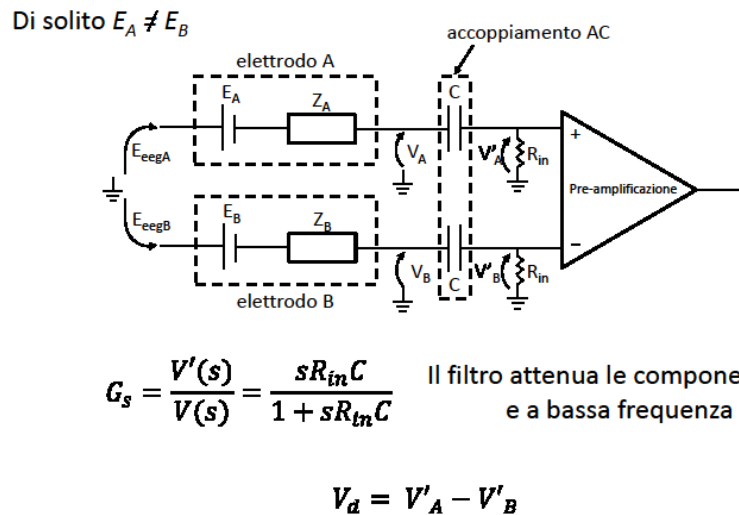 Di solito E_A ≠ E_B
accoppiamento AC
elettrodo A
E_A
Z_A
C
E_eegA
V_A
V'_A
R_in
+
Pre-amplificazione
E_eegB
E_B
Z_B
−
V_B
C
V'_B
R_in
elettrodo B
G_s = V'(s) / V(s) = sR_inC / 1 + sR_inC
Il filtro attenua le compone
e a bassa frequenza
V_d = V'_A − V'_B